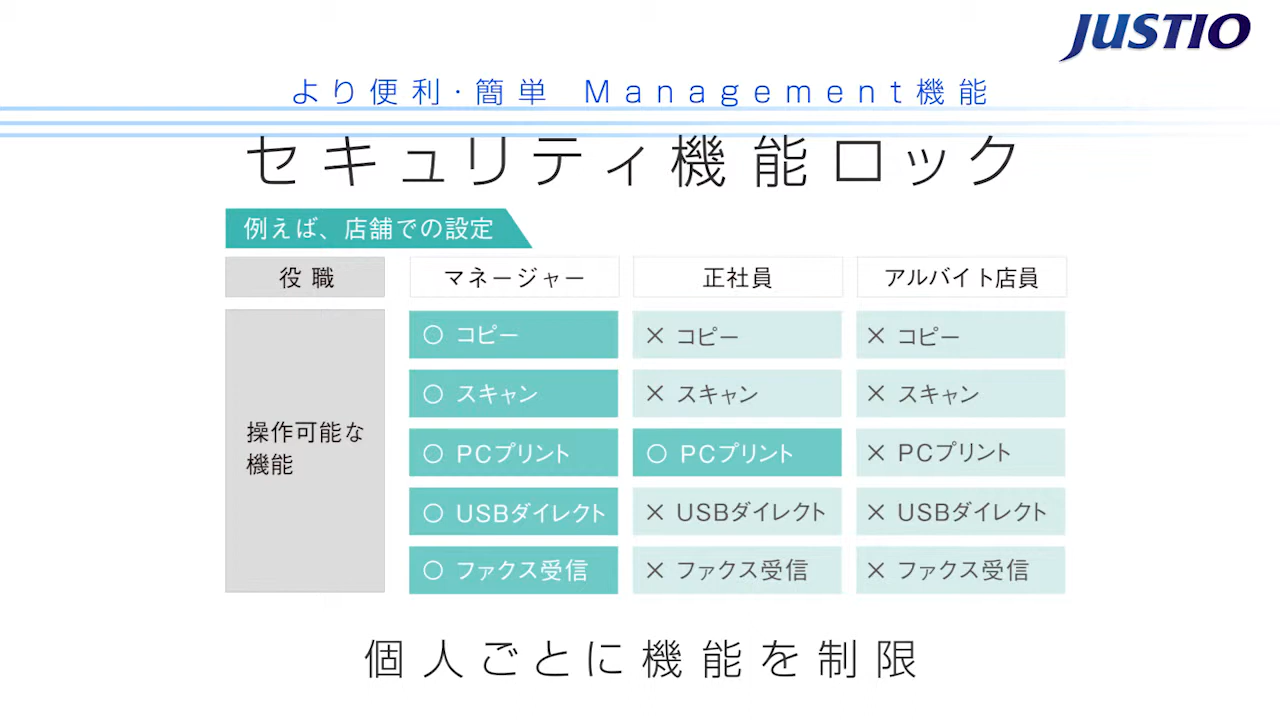 JUSTIO
より便利・簡単 Management機能
セキュリティ機能ロック
例えば、店舗での設定
役職 マネージャー 正社員 アルバイト店員
操作可能な
機能
○ コピー × コピー × コピー
○ スキャン × スキャン × スキャン
○ PCプリント ○ PCプリント × PCプリント
○ USBダイレクト × USBダイレクト × USBダイレクト
○ ファクス受信 × ファクス受信 × ファクス受信
個人ごとに機能を制限